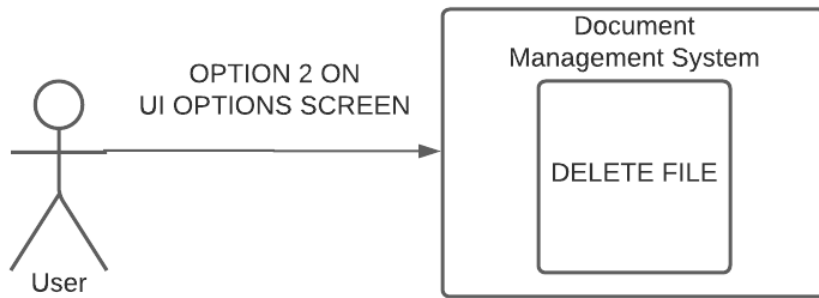 Document
Management System
OPTION 2 ON
UI OPTIONS SCREEN
DELETE FILE
User